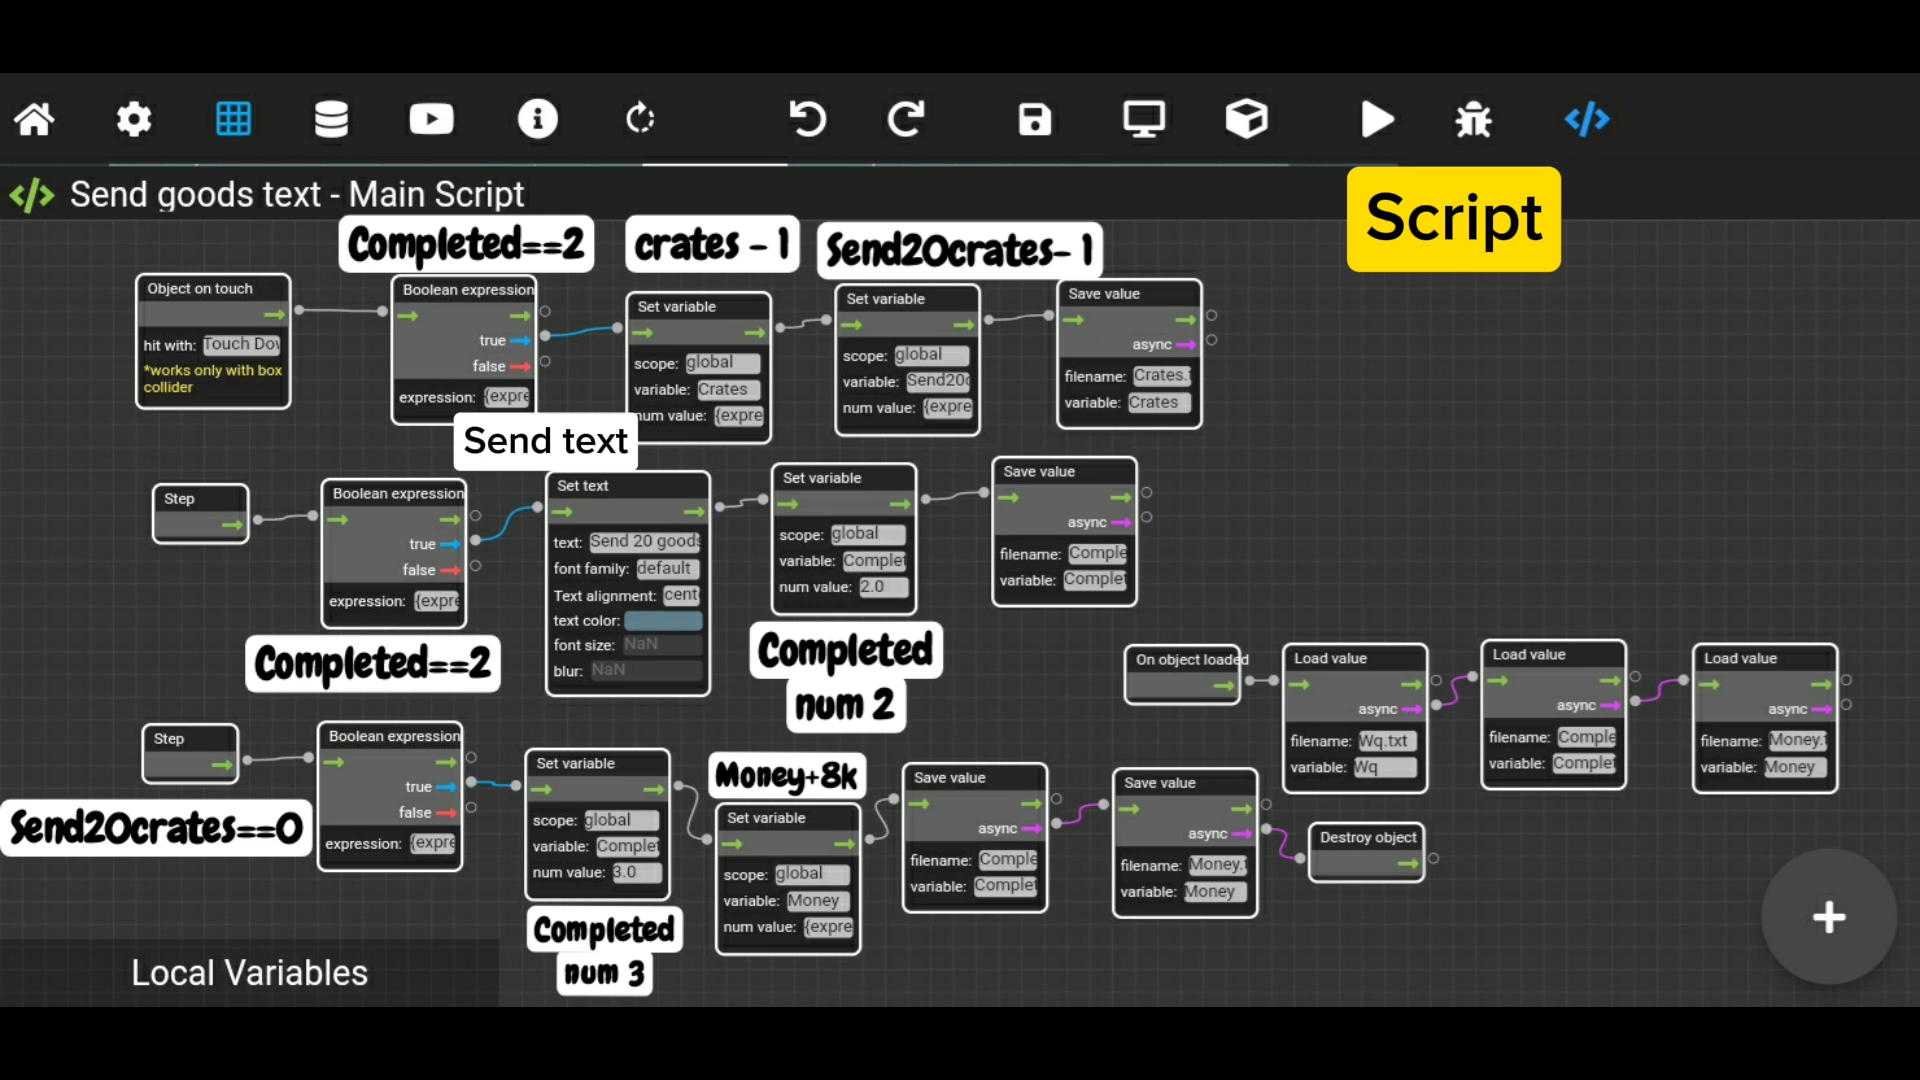 Send goods text - Main Script
Script
Completed==2
crates - 1
Send20crates- 1
Object on touch
hit with: Touch Dov
*works only with box
collider
Boolean expression
true
false
expression: {expre
Set variable
scope: global
variable: Crates
num value: {expre
Set variable
scope: global
variable: Send20c
num value: {expre
Save value
async
filename: Crates.t
variable: Crates
Send text
Step
Boolean expression
true
false
expression: {expre
Completed==2
Set text
text: Send 20 goods
font family: default
Text alignment: cent
text color:
font size: NaN
blur: NaN
Set variable
scope: global
variable: Complet
num value: 2.0
Completed
num 2
Save value
async
filename: Comple
variable: Complet
On object loaded
Load value
async
filename: Wq.txt
variable: Wq
Load value
async
filename: Comple
variable: Complet
Load value
async
filename: Money.t
variable: Money
Step
Send20crates==0
Boolean expression
true
false
expression: {expre
Set variable
scope: global
variable: Complet
num value: 3.0
Completed
num 3
Money+8k
Set variable
scope: global
variable: Money
num value: {expre
Save value
async
filename: Comple
variable: Complet
Save value
async
filename: Money.t
variable: Money
Destroy object
Local Variables